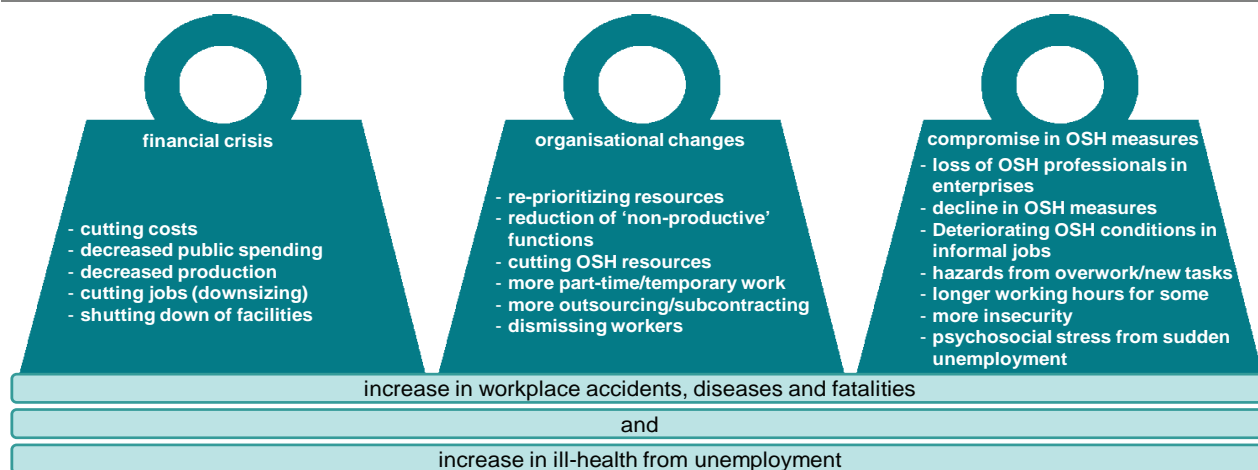 financial crisis
- cutting costs
- decreased public spending
- decreased production
- cutting jobs (downsizing)
- shutting down of facilities
organisational changes
- re-prioritizing resources
- reduction of ‘non-productive’
functions
- cutting OSH resources
- more part-time/temporary work
- more outsourcing/subcontracting
- dismissing workers
compromise in OSH measures
- loss of OSH professionals in
enterprises
- decline in OSH measures
- Deteriorating OSH conditions in
informal jobs
- hazards from overwork/new tasks
- longer working hours for some
- more insecurity
- psychosocial stress from sudden
unemployment
increase in workplace accidents, diseases and fatalities
and
increase in ill-health from unemployment